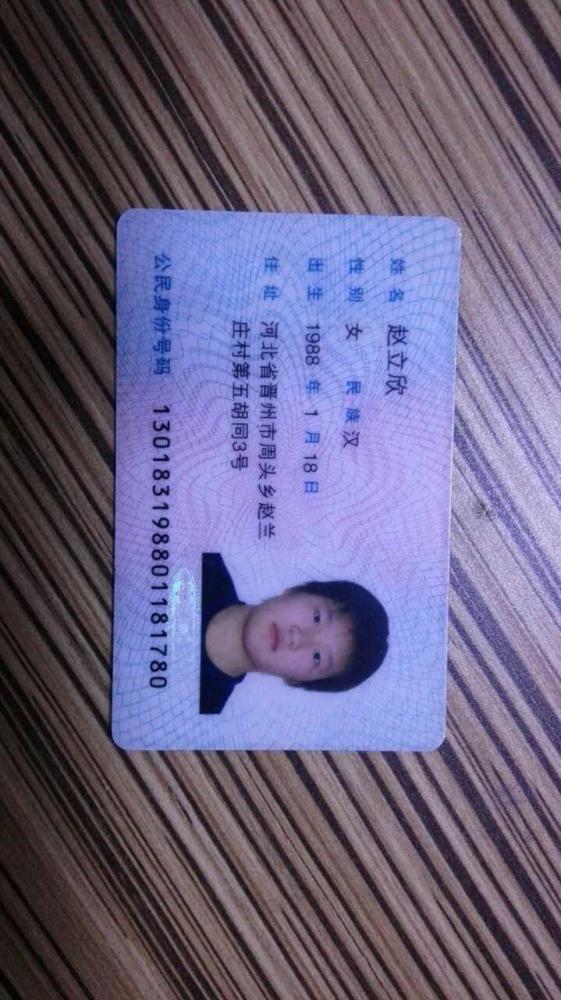 姓名 赵立欣
性别 女 民族 汉
出生 1988 年 1 月 18 日
住址 河北省晋州市周头乡赵兰
庄村第五胡同3号
公民身份号码 130183198801181780